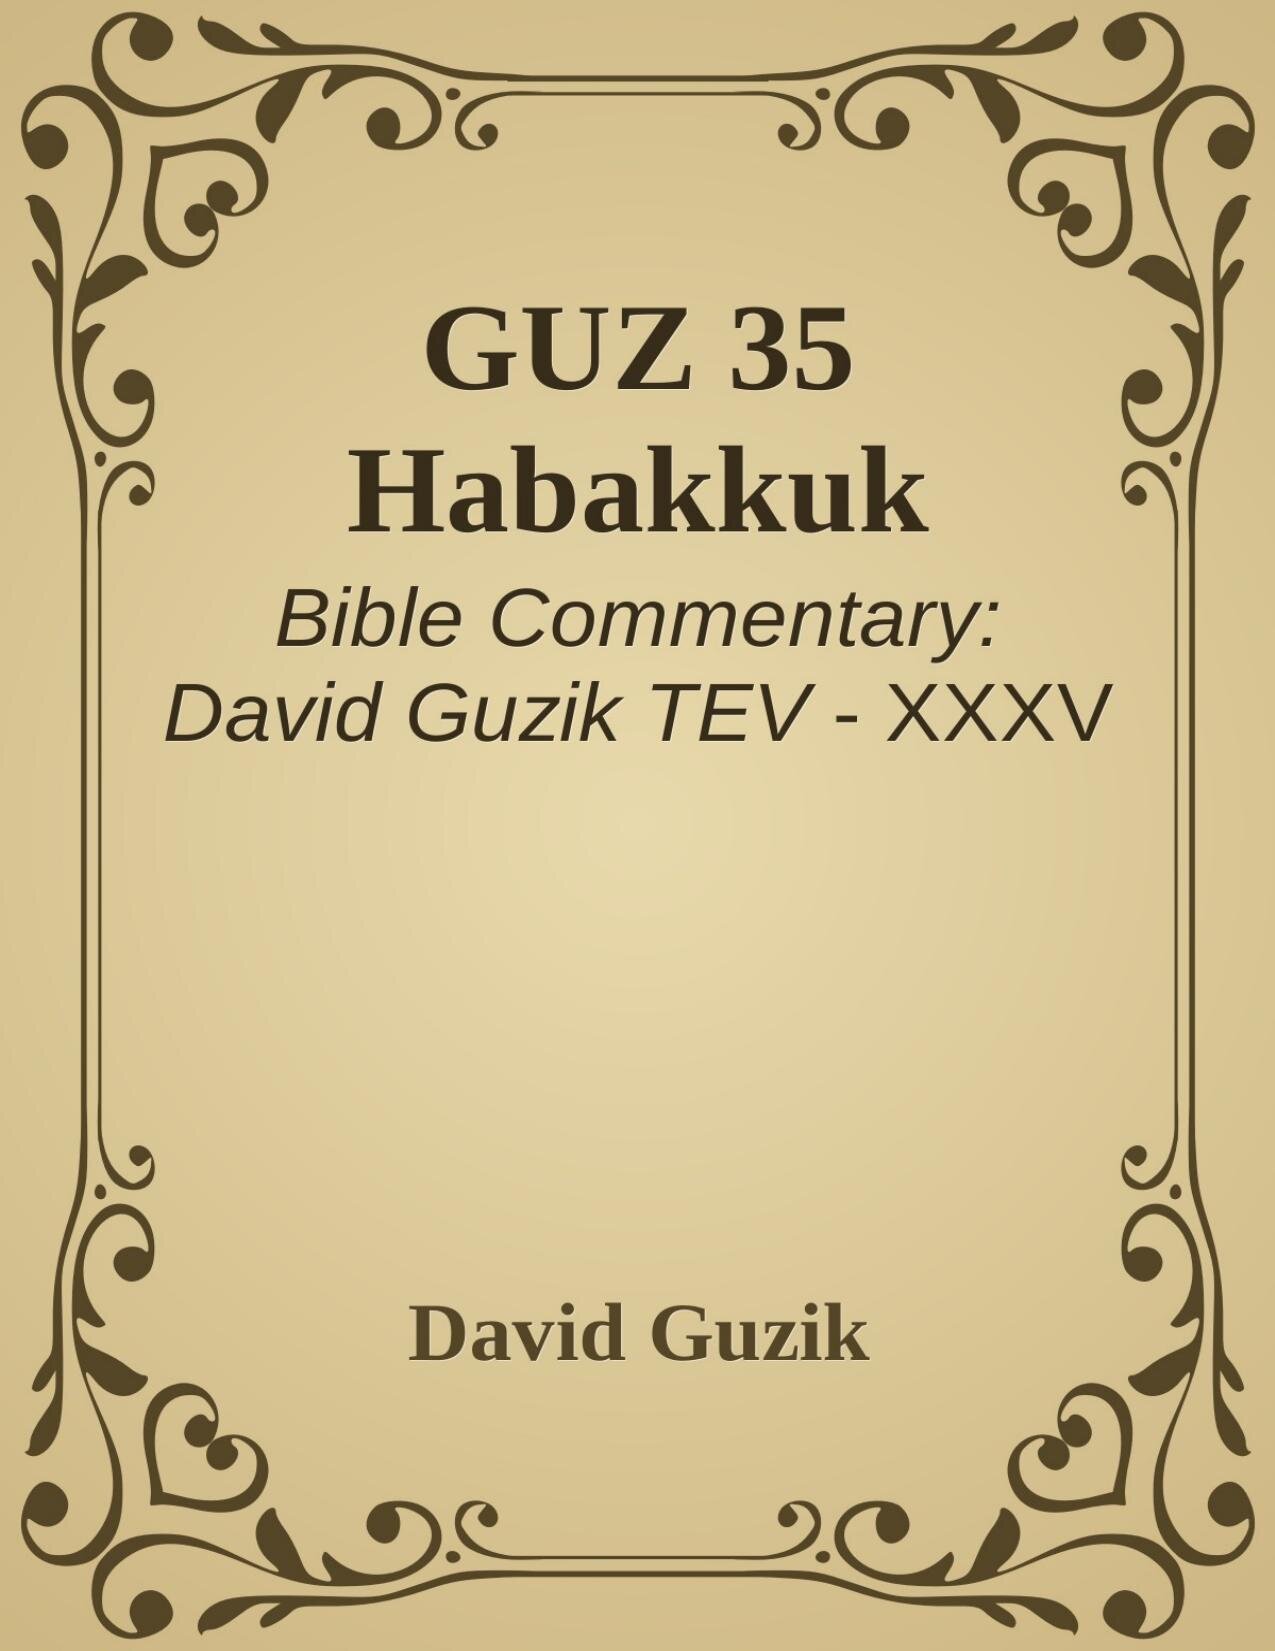 GUZ 35
Habakkuk
Bible Commentary:
David Guzik TEV - XXXV
David Guzik